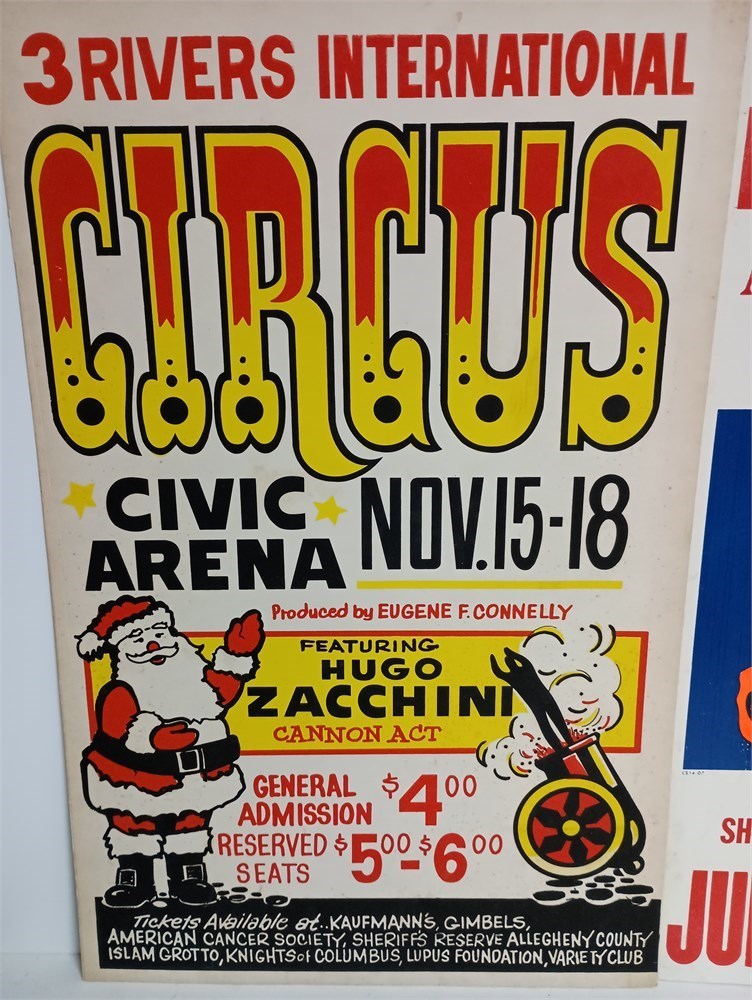 3 RIVERS INTERNATIONAL
CIRCUS
CIVIC
ARENA
NOV. 15-18
Produced by EUGENE F. CONNELLY
FEATURING
HUGO
ZACCHINI
CANNON ACT
GENERAL ADMISSION $4.00
RESERVED SEATS $5.00 - $6.00
Tickets Available at.. KAUFMANN'S, GIMBELS,
AMERICAN CANCER SOCIETY, SHERIFF'S RESERVE ALLEGHENY COUNTY
ISLAM GROTTO, KNIGHTS of COLUMBUS, LUPUS FOUNDATION, VARIETY CLUB
SH
JU